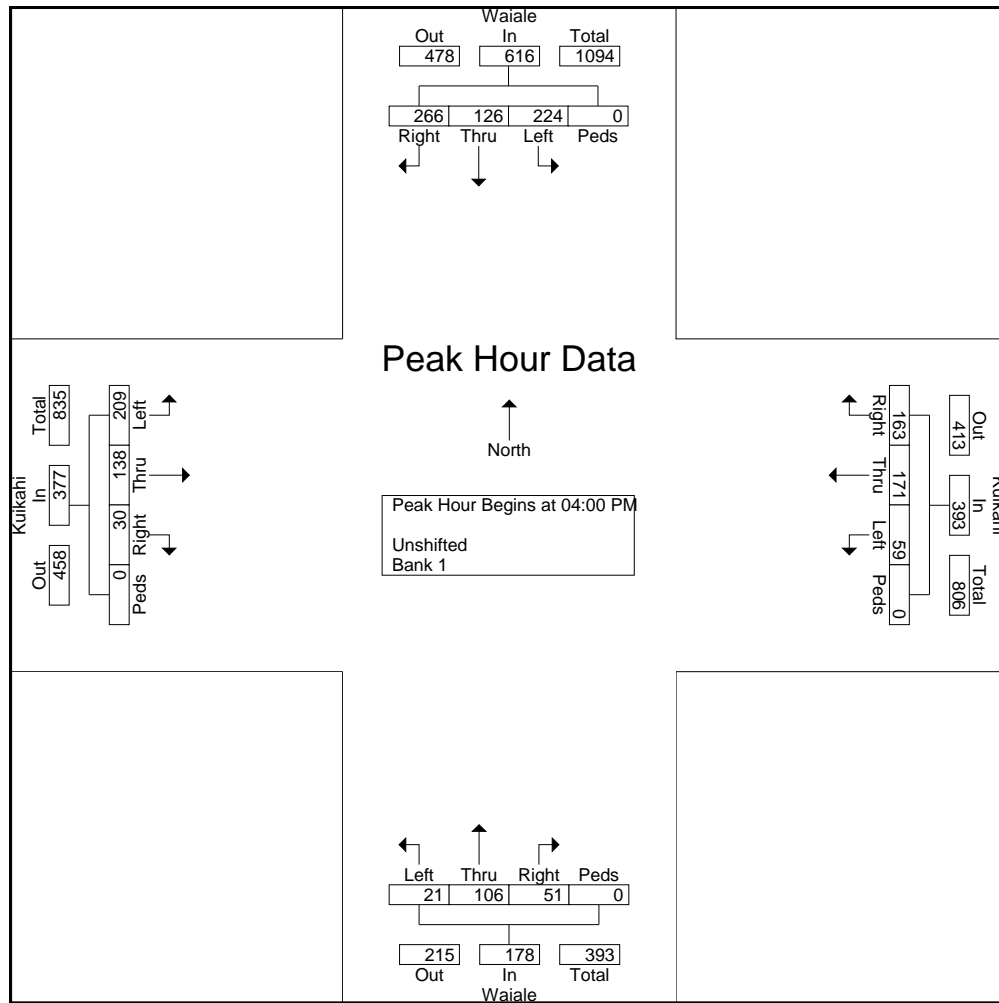 Waiale
Out In Total
478 616 1094
266 126 224 0
Right Thru Left Peds
Peak Hour Data
North
Peak Hour Begins at 04:00 PM
Unshifted
Bank 1
Kuikahi
Out In Total
458 377 835
Left Thru Right Peds
209 138 30 0
Kuikahi
Out In Total
413 393 806
163 171 59 0
Right Thru Left Peds
Left Thru Right Peds
21 106 51 0
215 178 393
Out In Total
Waiale